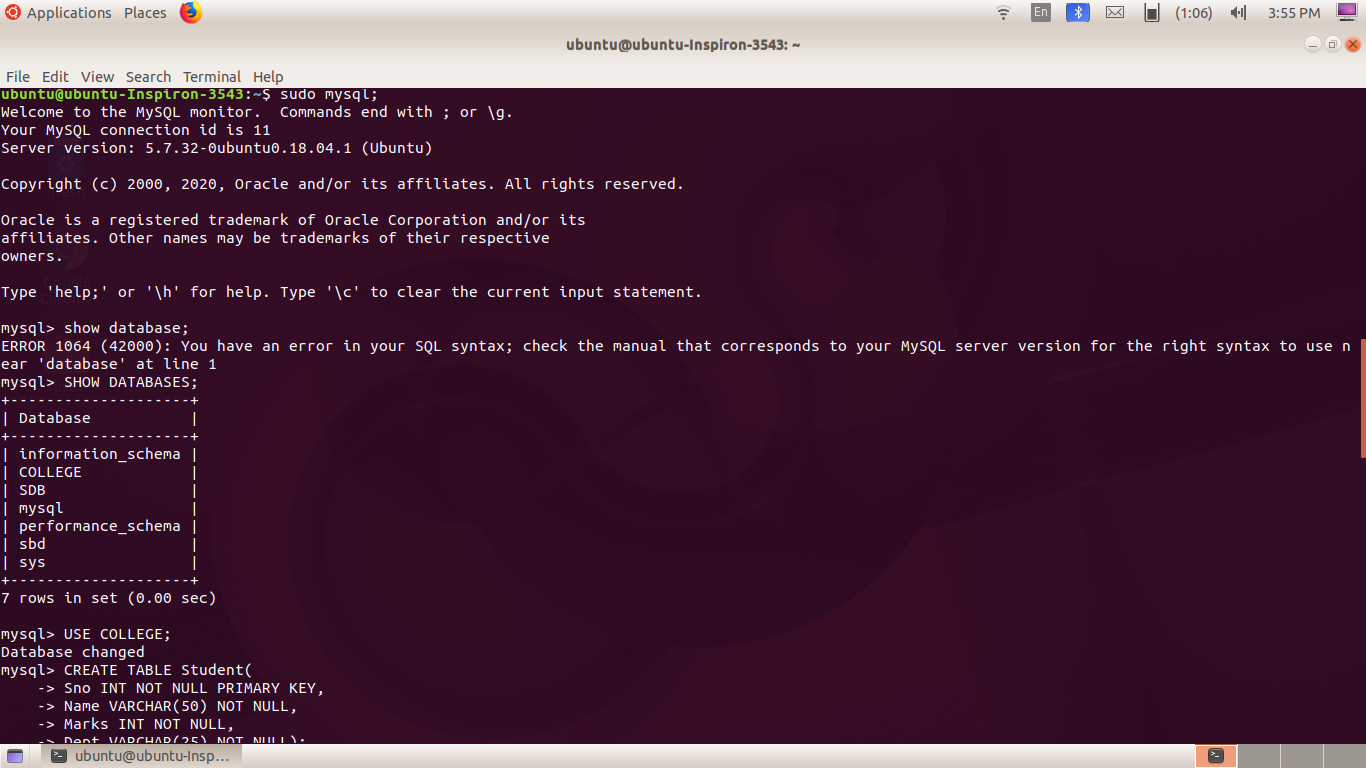 Applications Places En (1:06) 3:55 PM
ubuntu@ubuntu-Inspiron-3543: ~
File Edit View Search Terminal Help
ubuntu@ubuntu-Inspiron-3543:~$ sudo mysql;
Welcome to the MySQL monitor.  Commands end with ; or \g.
Your MySQL connection id is 11
Server version: 5.7.32-0ubuntu0.18.04.1 (Ubuntu)
Copyright (c) 2000, 2020, Oracle and/or its affiliates. All rights reserved.
Oracle is a registered trademark of Oracle Corporation and/or its
affiliates. Other names may be trademarks of their respective
owners.
Type 'help;' or '\h' for help. Type '\c' to clear the current input statement.
mysql> show database;
ERROR 1064 (42000): You have an error in your SQL syntax; check the manual that corresponds to your MySQL server version for the right syntax to use n
ear 'database' at line 1
mysql> SHOW DATABASES;
+--------------------+
| Database           |
+--------------------+
| information_schema |
| COLLEGE            |
| SDB                |
| mysql              |
| performance_schema |
| sbd                |
| sys                |
+--------------------+
7 rows in set (0.00 sec)
mysql> USE COLLEGE;
Database changed
mysql> CREATE TABLE Student(
    -> Sno INT NOT NULL PRIMARY KEY,
    -> Name VARCHAR(50) NOT NULL,
    -> Marks INT NOT NULL,
    -> Dept VARCHAR(25) NOT NULL);
ubuntu@ubuntu-Insp...